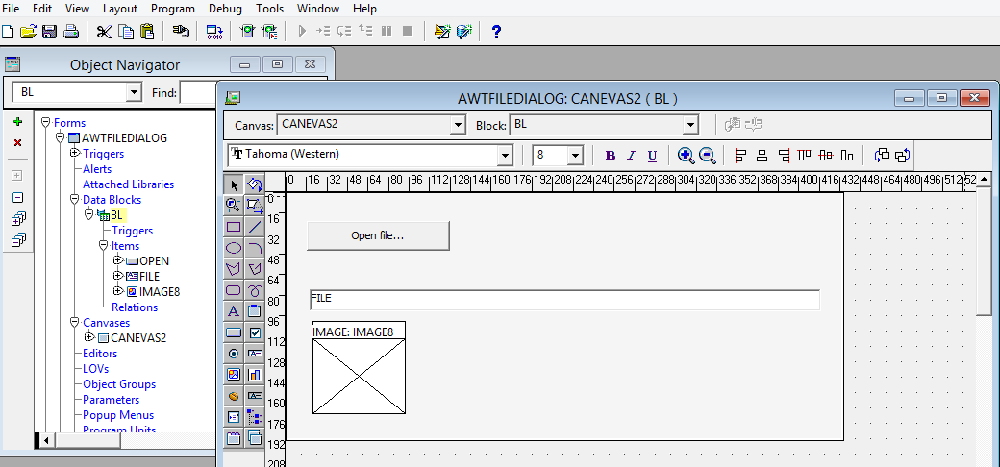 File Edit View Layout Program Debug Tools Window Help
Object Navigator
BL Find:
Forms
AWTFILEDIALOG
Triggers
Alerts
Attached Libraries
Data Blocks
BL
Triggers
Items
OPEN
FILE
IMAGE8
Relations
Canvases
CANEVAS2
Editors
LOVs
Object Groups
Parameters
Popup Menus
Program Units
AWTFILEDIALOG: CANEVAS2 ( BL )
Canvas: CANEVAS2 Block: BL
Tahoma (Western) 8 B I U
0 16 32 48 64 80 96 112 128 144 160 176 192 208 224 240 256 272 288 304 320 336 352 368 384 400 416 432 448 464 480 496 512 52
0
16
32
48
64
80
96
112
128
144
160
176
192
208
Open file...
FILE
IMAGE: IMAGE8